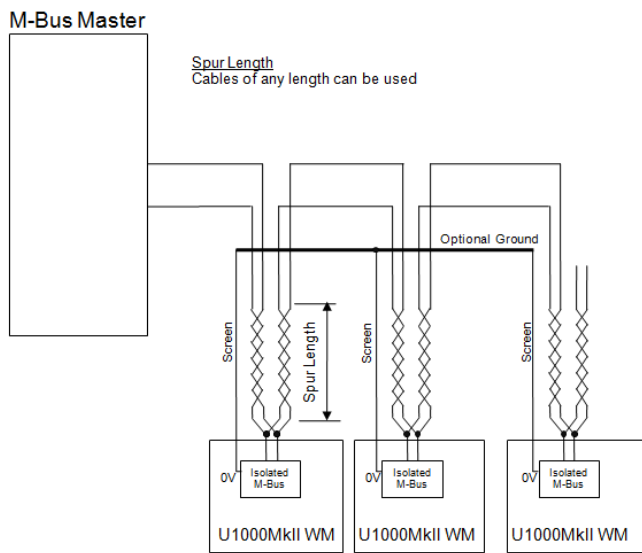 M-Bus Master
Spur Length
Cables of any length can be used
Optional Ground
Screen
Spur Length
Screen
Screen
0V
Isolated
M-Bus
0V
Isolated
M-Bus
0V
Isolated
M-Bus
U1000MkII WM
U1000MkII WM
U1000MkII WM